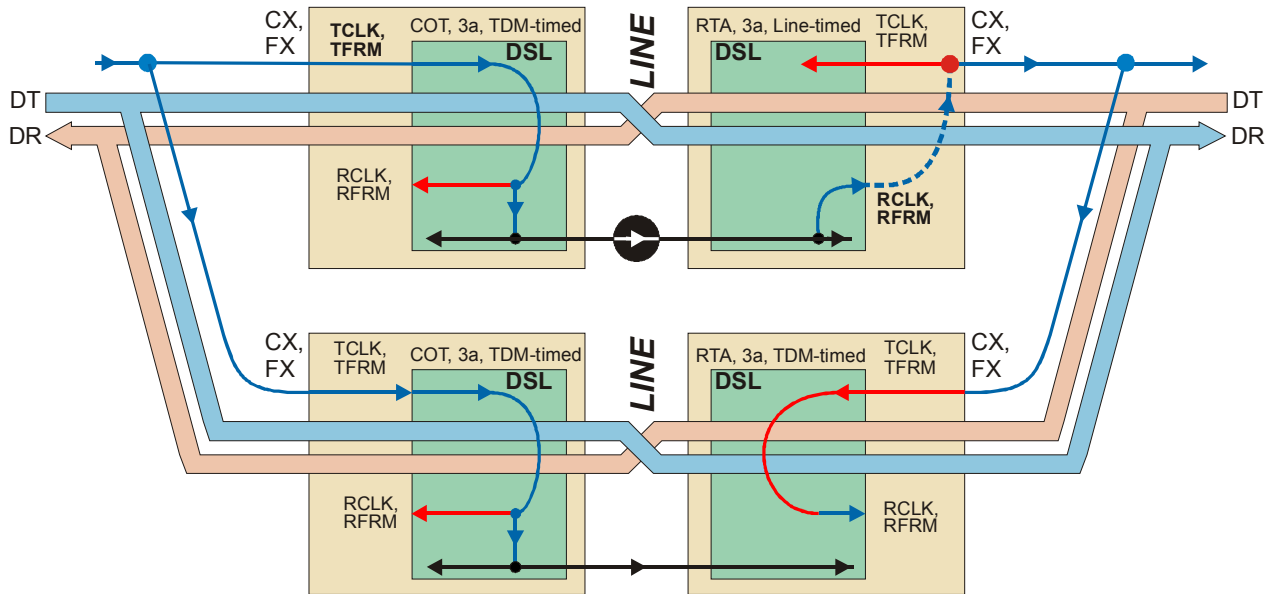 CX,
FX
TCLK,
TFRM
COT, 3a, TDM-timed
DSL
LINE
RTA, 3a, Line-timed
DSL
TCLK,
TFRM
CX,
FX
DT
DR
DT
DR
RCLK,
RFRM
RCLK,
RFRM
CX,
FX
TCLK,
TFRM
COT, 3a, TDM-timed
DSL
LINE
RTA, 3a, TDM-timed
DSL
TCLK,
TFRM
CX,
FX
RCLK,
RFRM
RCLK,
RFRM